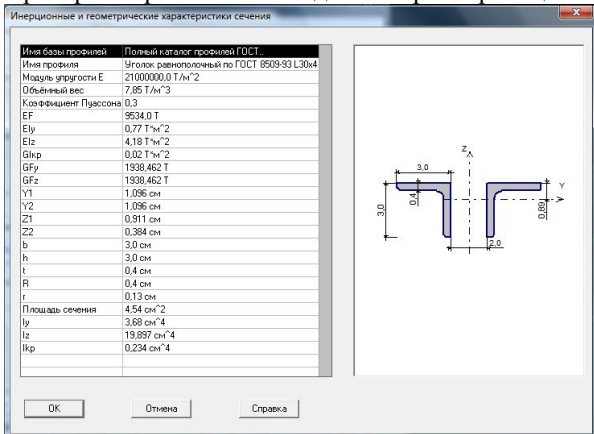 Инерционные и геометрические характеристики сечения
Имя базы профилей Полный каталог профилей ГОСТ..
Имя профиля Уголок равнополочный по ГОСТ 8509-93 L30x4
Модуль упругости E 21000000,0 Т/м^2
Объёмный вес 7,85 Т/м^3
Коэффициент Пуассона 0,3
EF 9534,0 Т
EIy 0,77 Т*м^2
EIz 4,18 Т*м^2
GIкр 0,02 Т*м^2
GFy 1938,462 Т
GFz 1938,462 Т
Y1 1,096 см
Y2 1,096 см
Z1 0,911 см
Z2 0,384 см
b 3,0 см
h 3,0 см
t 0,4 см
R 0,4 см
r 0,13 см
Площадь сечения 4,54 см^2
Iy 3,68 см^4
Iz 19,897 см^4
Iкр 0,234 см^4
Z
3,0
Y
3,0
0,4
0,89
2,0
ОК Отмена Справка